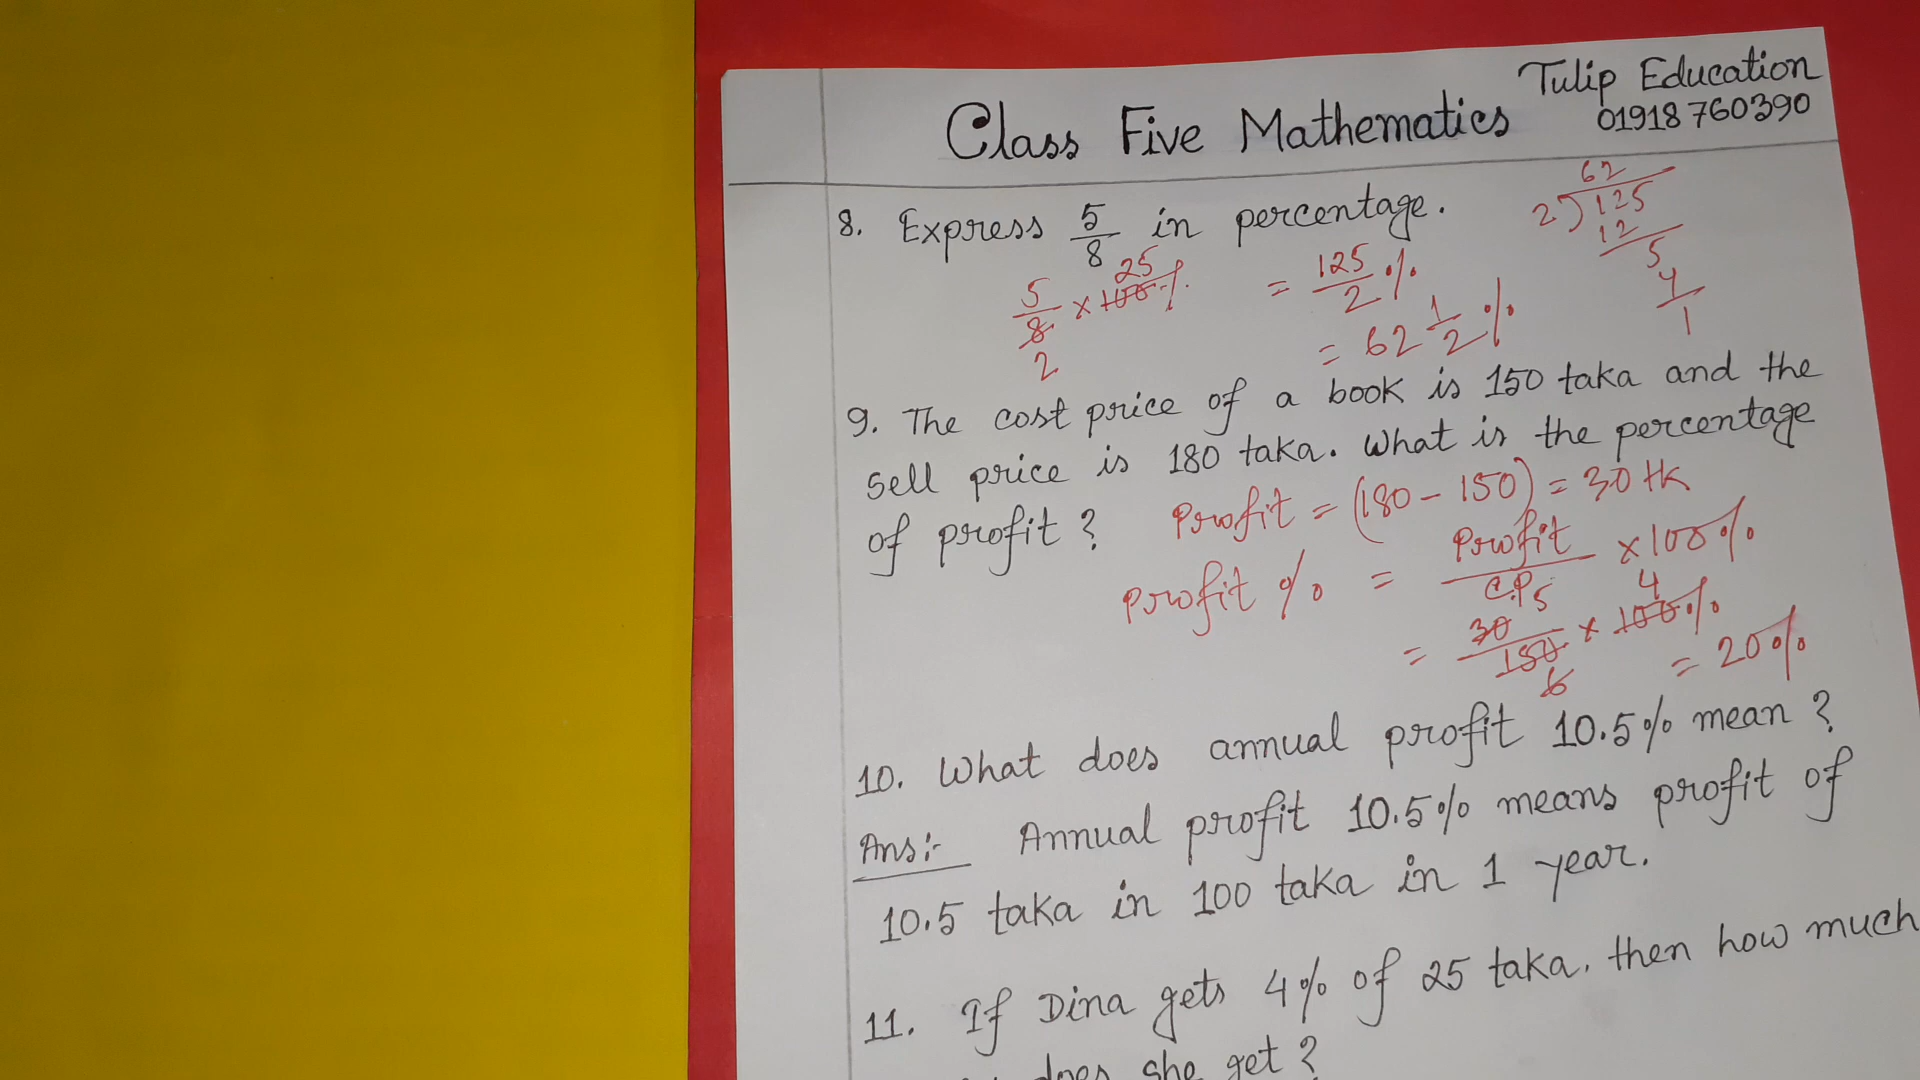 Class Five Mathematics
Tulip Education
01918 760390
8. Express 5/8 in percentage.
5/8 × 100% = 125/2 %
25
2
= 62 1/2 %
62
2)125
12
5
4
1
9. The cost price of a book is 150 taka and the
sell price is 180 taka. What is the percentage
of profit ?
Profit = (180 - 150) = 30 tk
profit % = Profit/C.P × 100%
= 30/150 × 100% = 20%
5
4
6
10. What does annual profit 10.5% mean ?
Ans:- Annual profit 10.5% means profit of
10.5 taka in 100 taka in 1 year.
11. If Dina gets 4% of 25 taka, then how much
does she get ?